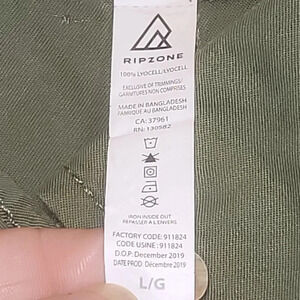 RIPZONE
100% LYOCELL/LYOCELL
EXCLUSIVE OF TRIMMINGS/
GARNITURES NON COMPRISES
MADE IN BANGLADESH
FABRIQUÉ AU BANGLADESH
CA: 37961
RN: 130582
IRON INSIDE OUT
REPASSER À L'ENVERS
FACTORY CODE: 911824
CODE USINE: 911824
D.O.P: December 2019
DATE PROD: Décembre 2019
L/G